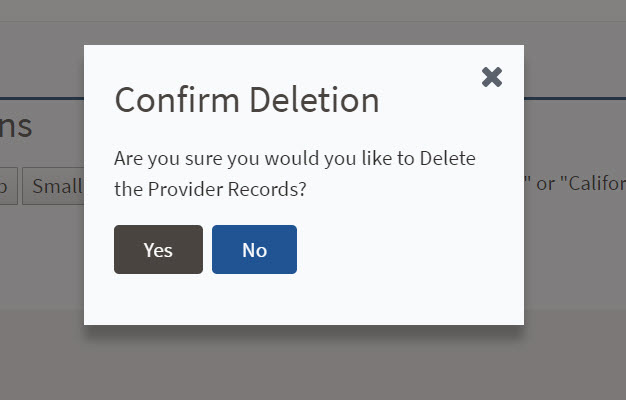 Confirm Deletion
ns
Are you sure you would you like to Delete
the Provider Records?
Small
" or "Califor
Yes
No